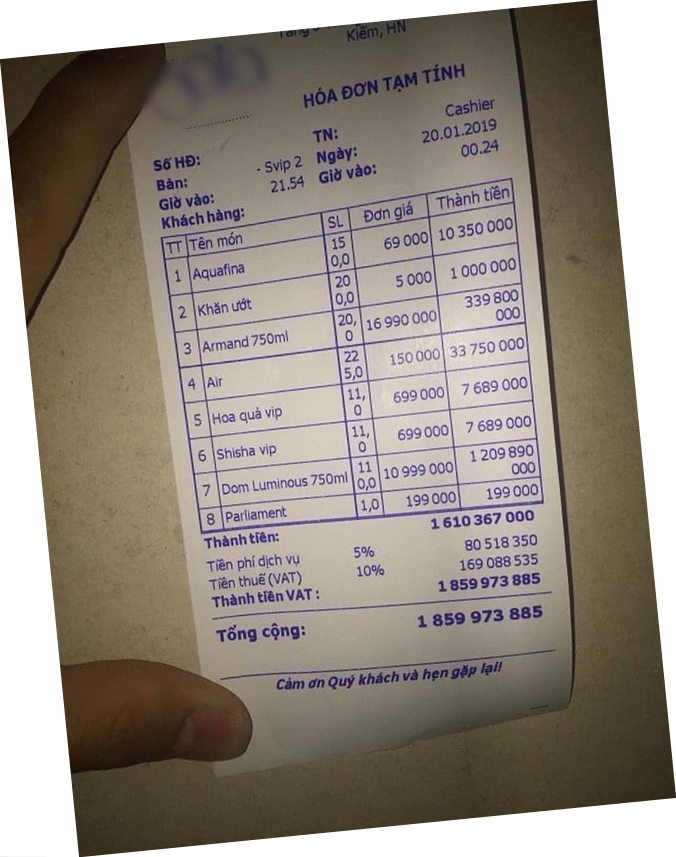 Kiếm, HN
HÓA ĐƠN TẠM TÍNH
Số HĐ: TN: Cashier
Bàn: - Svip 2 Ngày: 20.01.2019
Giờ vào: 21.54 Giờ vào: 00.24
Khách hàng:
TT Tên món SL Đơn giá Thành tiền
1 Aquafina 15 0,0 69 000 10 350 000
2 Khăn ướt 20 0,0 5 000 1 000 000
3 Armand 750ml 20, 0 16 990 000 339 800 000
4 Air 22 5,0 150 000 33 750 000
5 Hoa quả vip 11, 0 699 000 7 689 000
6 Shisha vip 11, 0 699 000 7 689 000
7 Dom Luminous 750ml 11 0,0 10 999 000 1 209 890 000
8 Parliament 1,0 199 000 199 000
Thành tiền: 1 610 367 000
Tiền phí dịch vụ 5% 80 518 350
Tiền thuế (VAT) 10% 169 088 535
Thành tiền VAT : 1 859 973 885
Tổng cộng: 1 859 973 885
Cảm ơn Quý khách và hẹn gặp lại!